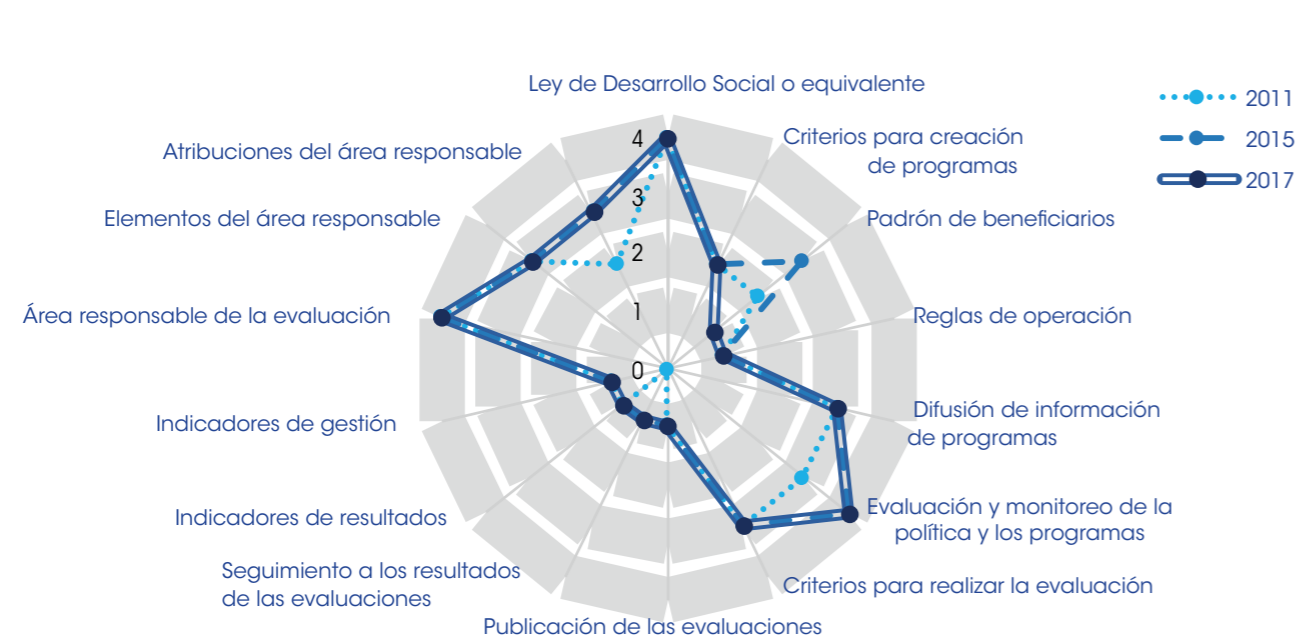 Ley de Desarrollo Social o equivalente
2011
2015
2017
Criterios para creación
de programas
Padrón de beneficiarios
Reglas de operación
Difusión de información
de programas
Evaluación y monitoreo de la
política y los programas
Criterios para realizar la evaluación
Publicación de las evaluaciones
Seguimiento a los resultados
de las evaluaciones
Indicadores de resultados
Indicadores de gestión
Área responsable de la evaluación
Elementos del área responsable
Atribuciones del área responsable
4
3
2
1
0